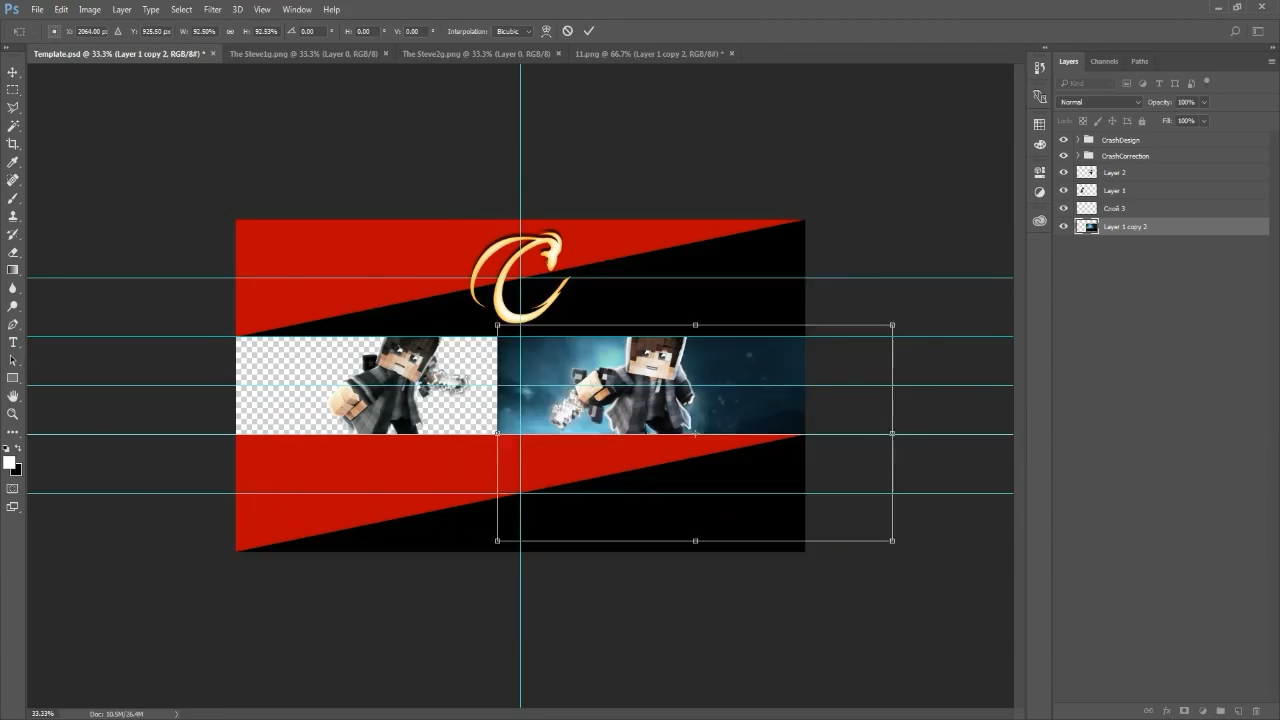 Ps File Edit Image Layer Type Select Filter 3D View Window Help
X: 2064.00 px Y: 925.50 px W: 92.50% H: 92.53% 0.00 ° H: 0.00 ° V: 0.00 ° Interpolation: Bicubic
Template.psd @ 33.3% (Layer 1 copy 2, RGB/8#) * × The Steve1g.png @ 33.3% (Layer 0, RGB/8) × The Steve2g.png @ 33.3% (Layer 0, RGB/8) × 11.png @ 66.7% (Layer 1 copy 2, RGB/8#) * ×
Layers Channels Paths
Kind
Normal Opacity: 100%
Lock: Fill: 100%
CrashDesign
CrashCorrection
Layer 2
Layer 1
Слой 3
Layer 1 copy 2
33.33% Doc: 10.5M/26.4M